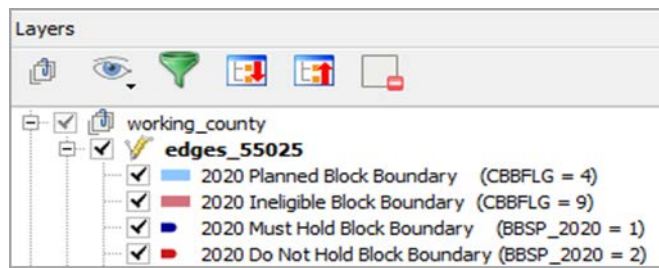 Layers
working_county
edges_55025
2020 Planned Block Boundary (CBBFLG = 4)
2020 Ineligible Block Boundary (CBBFLG = 9)
2020 Must Hold Block Boundary (BBSP_2020 = 1)
2020 Do Not Hold Block Boundary (BBSP_2020 = 2)